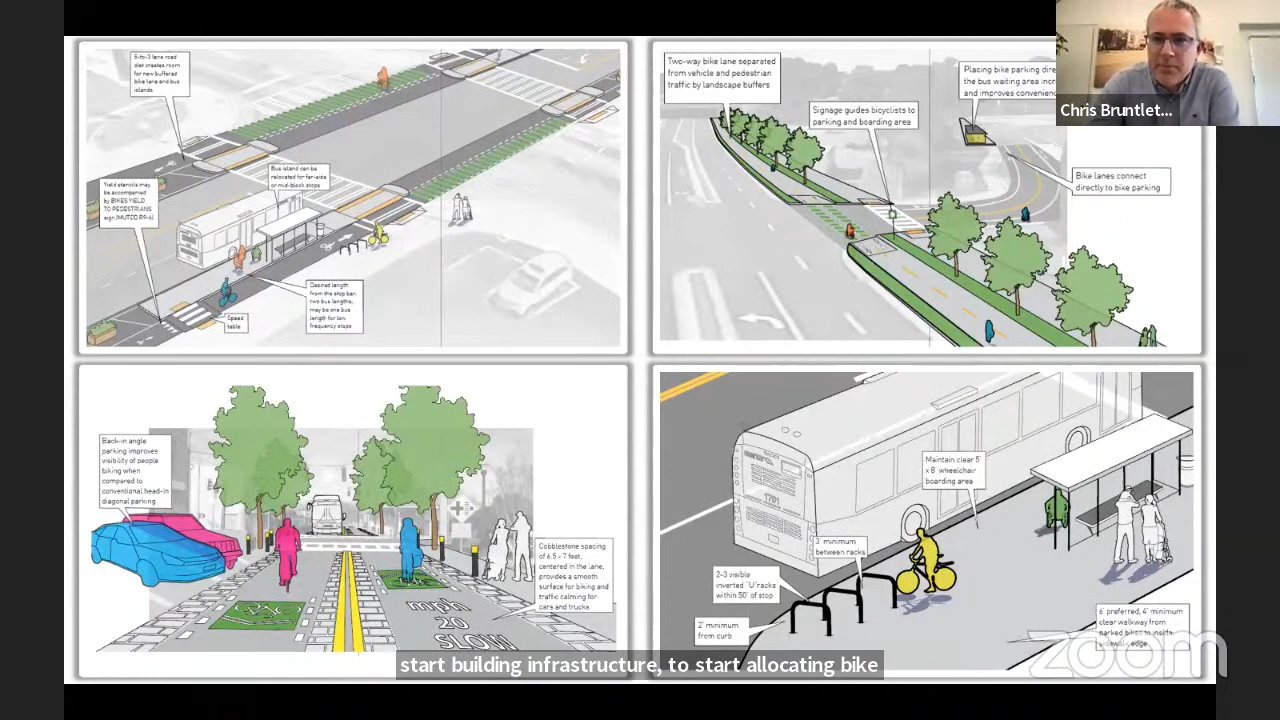 5-to-3 lane road
diet creates room
for new buffered
bike lane and bus
islands
Yield stencils may
be accompanied
by BIKES YIELD
TO PEDESTRIANS
sign (MUTCD R9-6)
Bus island can be
relocated for far-side
or mid-block stops
Desired length
from the stop bar:
two bus lengths,
may be one bus
length for low
frequency stops
Speed
table
Two-way bike lane separated
from vehicle and pedestrian
traffic by landscape buffers
Signage guides bicyclists to
parking and boarding area
Placing bike parking
the bus waiting area
and improves
Bike lanes connect
directly to bike parking
Chris Bruntlet...
Back-in angle
parking improves
visibility of people
biking when
compared to
conventional head-in
diagonal parking
Cobblestone spacing
of 6.5 - 7 feet,
centered in the lane,
provides a smooth
surface for biking and
traffic calming for
cars and trucks
mph
20
SLOW
Maintain clear 5'
x 8' wheelchair
boarding area
3' minimum
between racks
2-3 visible
inverted "U" racks
within 50' of stop
2' minimum
from curb
6' preferred, 4' minimum
clear walkway from
parked bikes to inside
sidewalk edge
1701
start building infrastructure, to start allocating bike
zoom